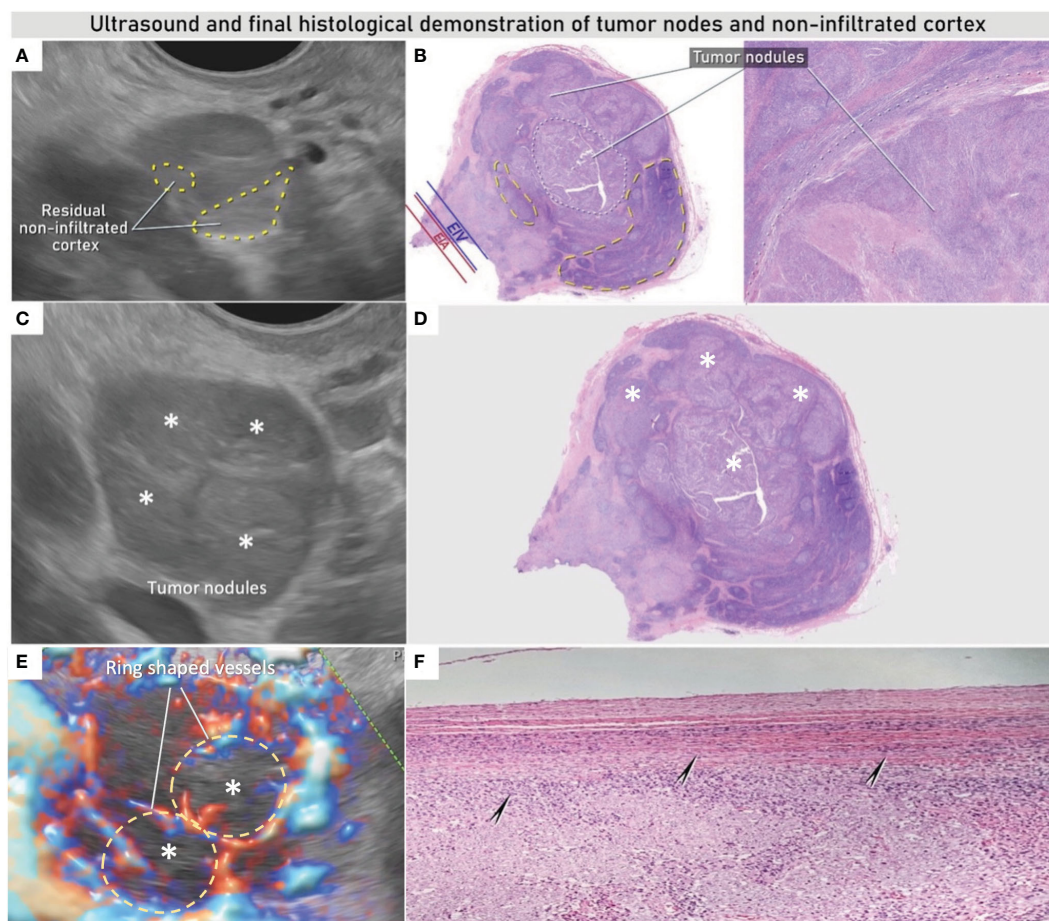 Ultrasound and final histological demonstration of tumor nodes and non-infiltrated cortex
A
Residual
non-infiltrated
cortex
B
Tumor nodules
EIV
EIA
C
* * * *
Tumor nodules
D
* * * *
E
Ring shaped vessels
P
* *
F